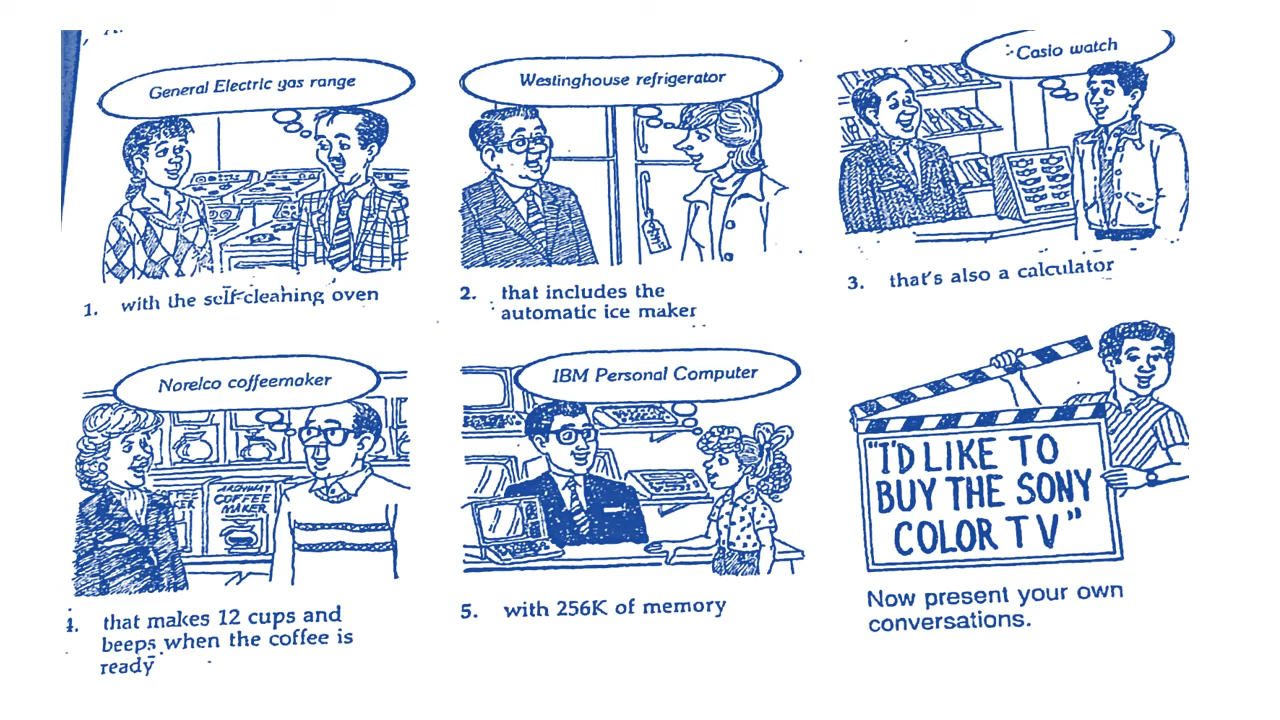 General Electric gas range
1. with the self-cleaning oven
Westinghouse refrigerator
2. that includes the
automatic ice maker
Casio watch
3. that's also a calculator
Norelco coffeemaker
COFFEE
MAKER
4. that makes 12 cups and
beeps when the coffee is
ready
IBM Personal Computer
5. with 256K of memory
"I'D LIKE TO
BUY THE SONY
COLOR TV"
Now present your own
conversations.